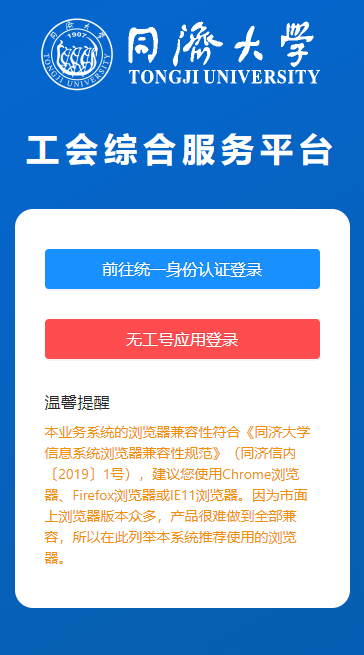 同濟大學
1907
TONGJI UNIVERSITY
同濟大學
TONGJI UNIVERSITY
工会综合服务平台
前往统一身份认证登录
无工号应用登录
温馨提醒
本业务系统的浏览器兼容性符合《同济大学
信息系统浏览器兼容性规范》（同济信内
〔2019〕1号），建议您使用Chrome浏览
器、Firefox浏览器或IE11浏览器。因为市面
上浏览器版本众多，产品很难做到全部兼
容，所以在此列举本系统推荐使用的浏览
器。